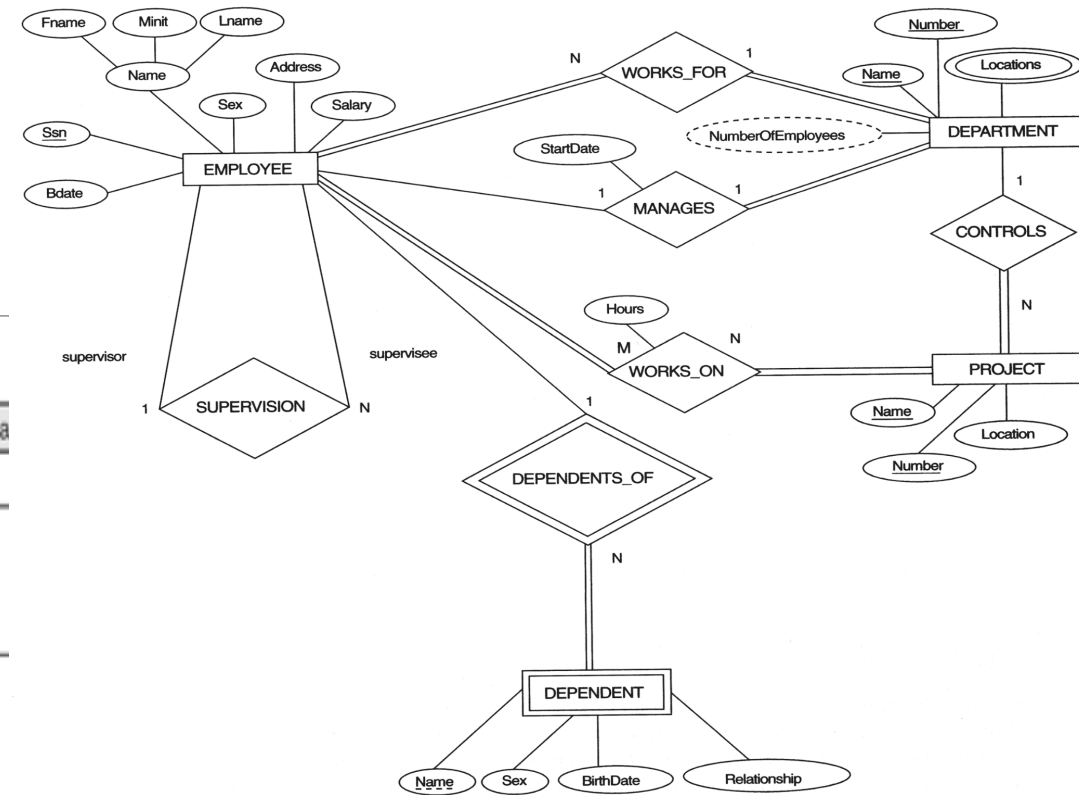 Fname
Minit
Lname
Number
Name
Address
N
1
WORKS_FOR
Locations
Name
Sex
Salary
Ssn
NumberOfEmployees
DEPARTMENT
StartDate
EMPLOYEE
Bdate
1
1
MANAGES
1
CONTROLS
Hours
N
M
N
supervisor
supervisee
WORKS_ON
PROJECT
1
SUPERVISION
N
1
Name
Location
Number
DEPENDENTS_OF
N
DEPENDENT
Name
Sex
BirthDate
Relationship